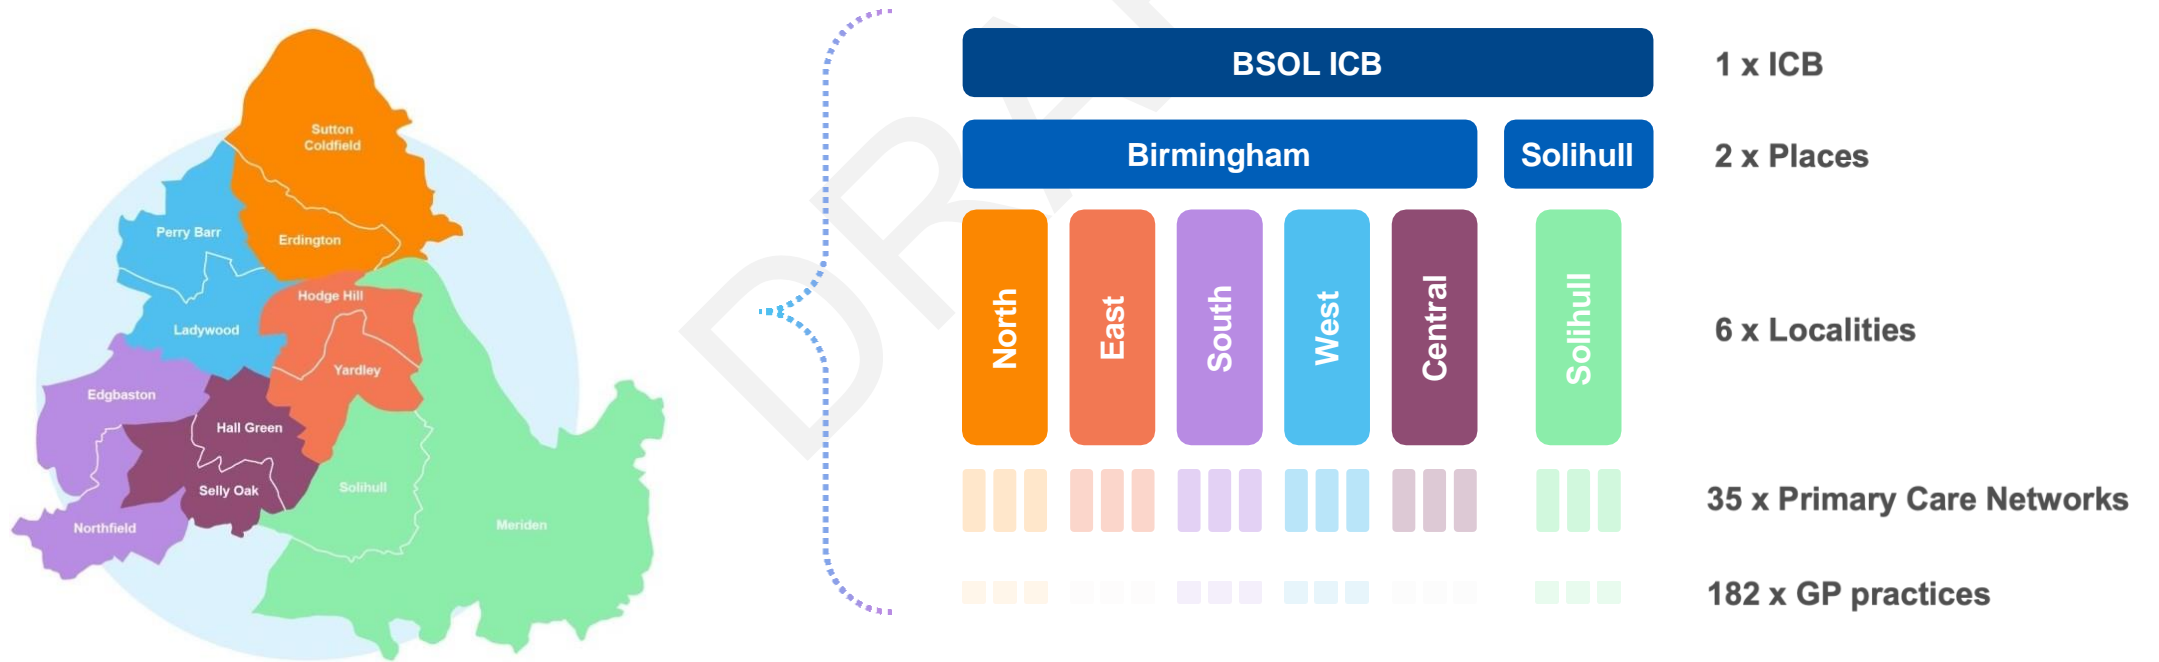 Sutton
Coldfield
Perry Barr
Erdington
Hodge Hill
Ladywood
Yardley
Edgbaston
Hall Green
Selly Oak
Solihull
Northfield
Meriden
BSOL ICB
1 x ICB
Birmingham
Solihull
2 x Places
North
East
South
West
Central
Solihull
6 x Localities
35 x Primary Care Networks
182 x GP practices